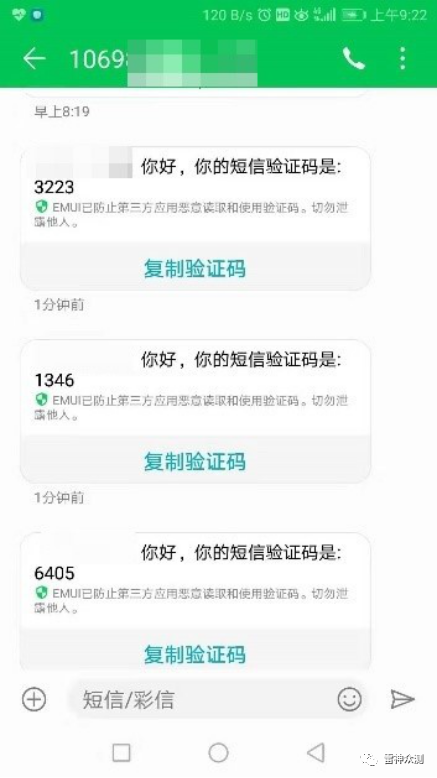 120 B/s HD 4G 上午9:22
1069
早上8:19
你好，你的短信验证码是:
3223
EMUI已防止第三方应用恶意读取和使用验证码。切勿泄
露他人。
复制验证码
1分钟前
你好，你的短信验证码是:
1346
EMUI已防止第三方应用恶意读取和使用验证码。切勿泄
露他人。
复制验证码
1分钟前
你好，你的短信验证码是:
6405
EMUI已防止第三方应用恶意读取和使用验证码。切勿泄
露他人。
复制验证码
短信/彩信
雷神众测